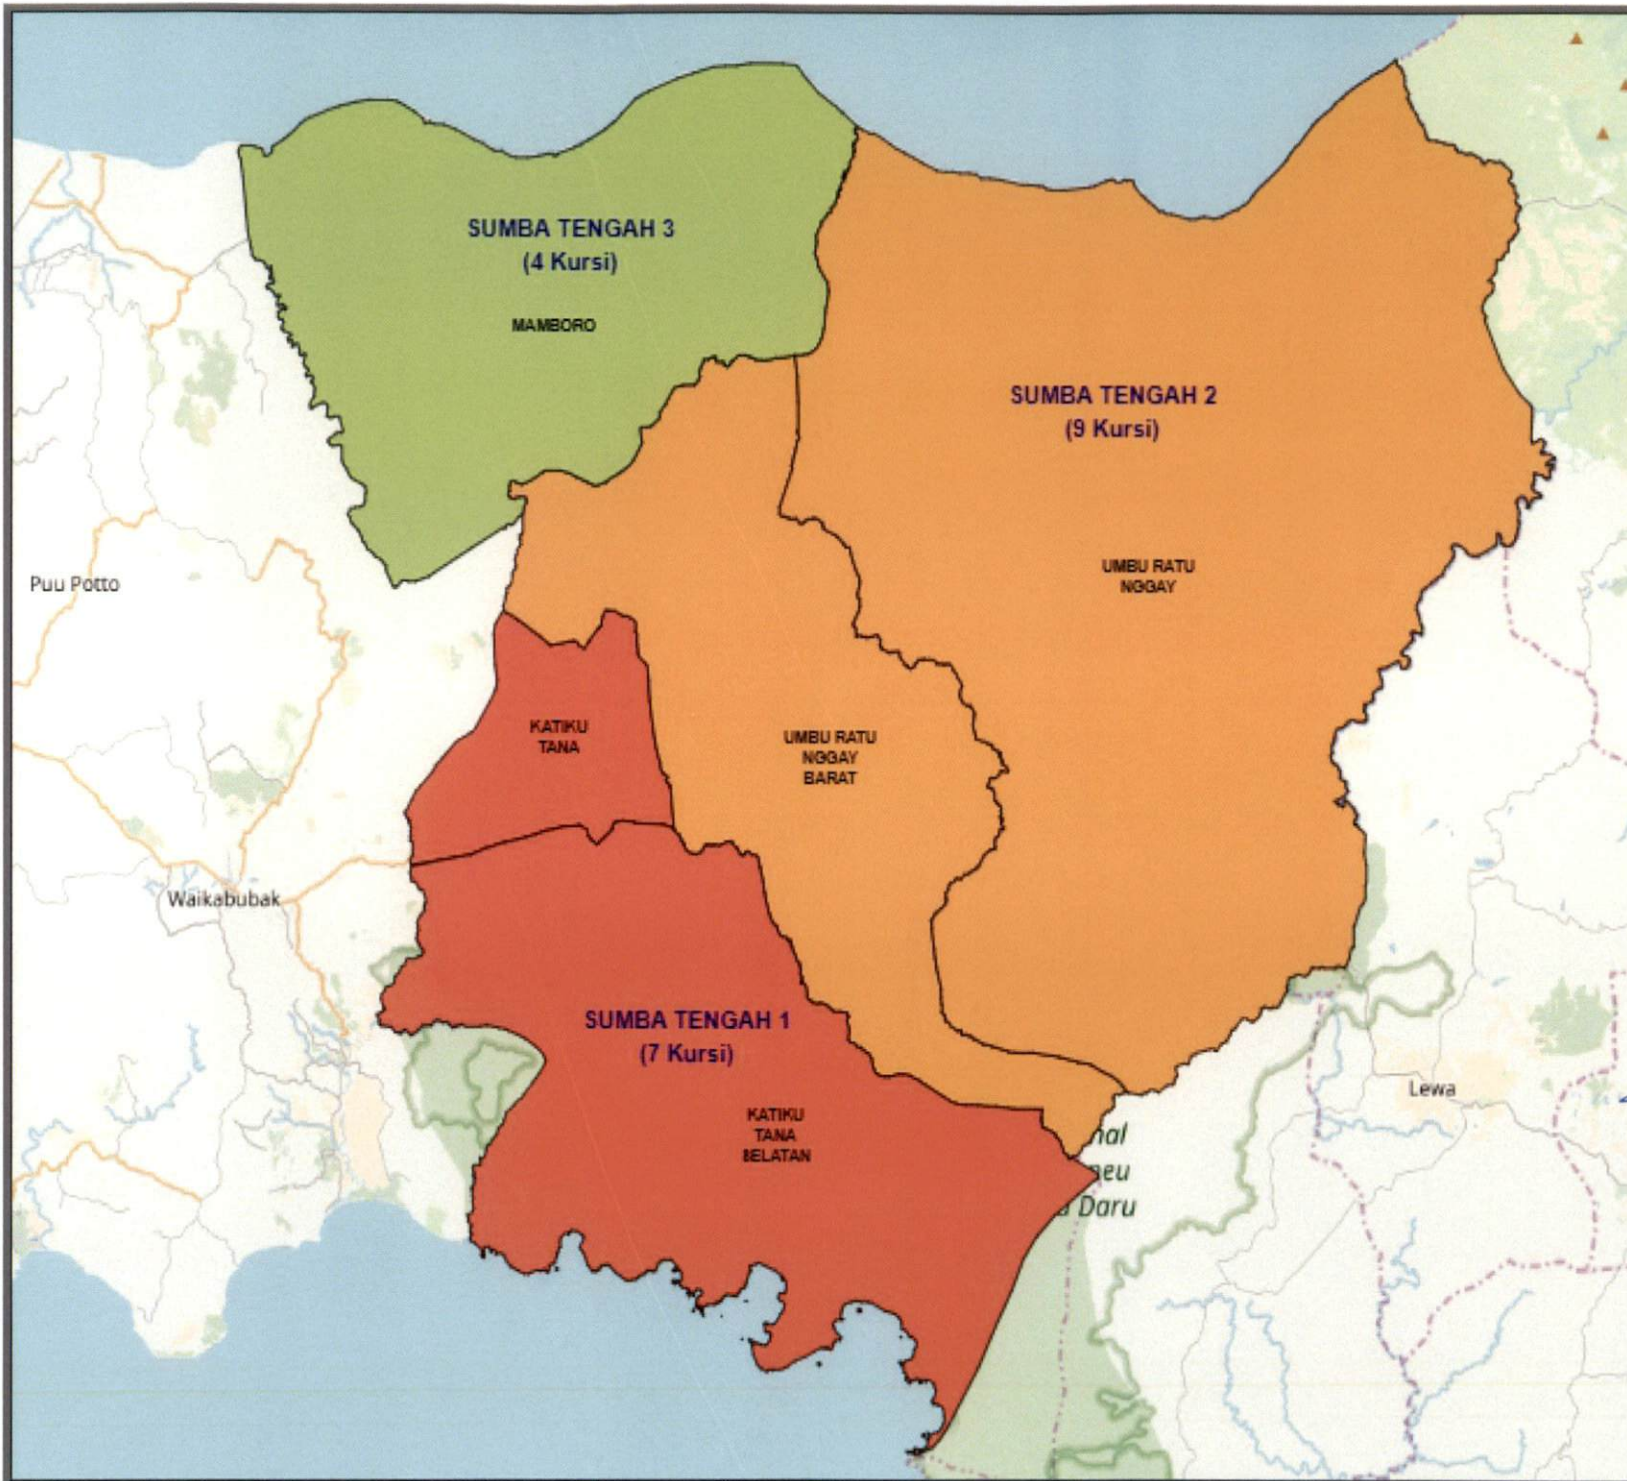 SUMBA TENGAH 3
(4 Kursi)
MAMBORO
SUMBA TENGAH 2
(9 Kursi)
UMBU RATU
NGGAY
Puu Potto
KATIKU
TANA
UMBU RATU
NGGAY
BARAT
Waikabubak
SUMBA TENGAH 1
(7 Kursi)
KATIKU
TANA
SELATAN
Lewa
Daru